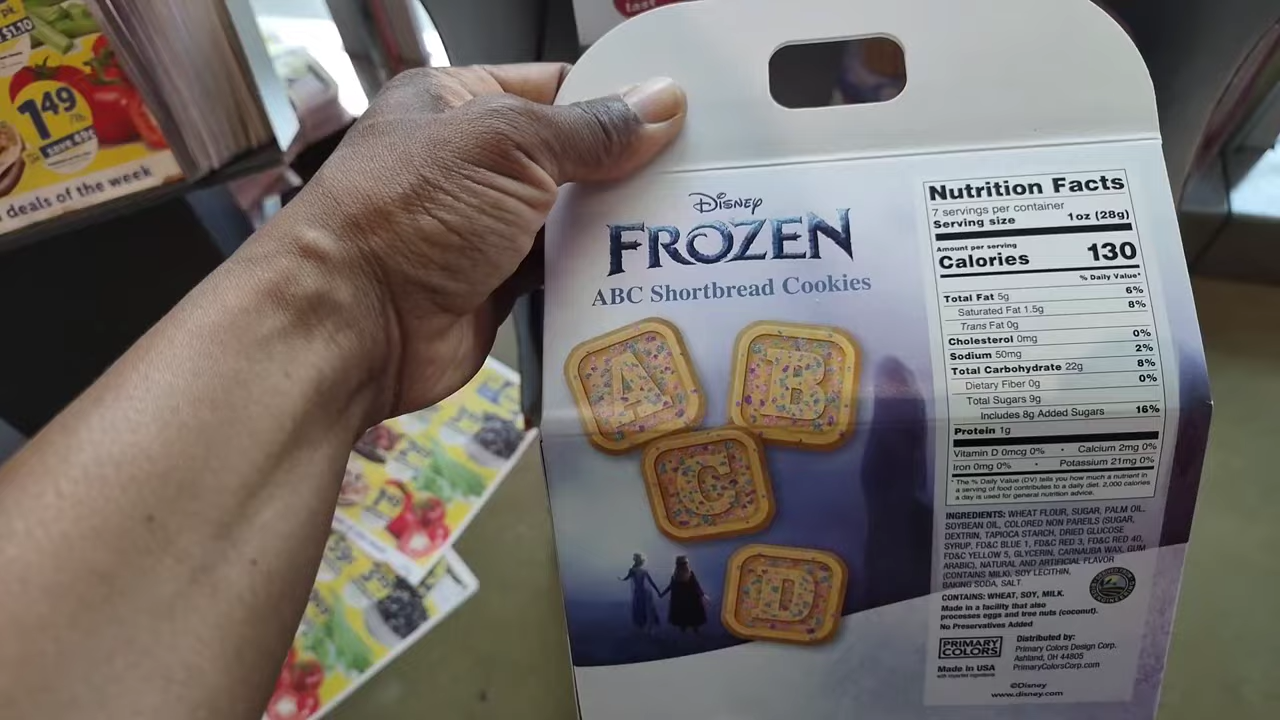 $1.10
last
1.49
SAVE 49¢
deals of the week
Disney
FROZEN
ABC Shortbread Cookies
A
B
C
D
Nutrition Facts
7 servings per container
Serving size 1oz (28g)
Amount per serving
Calories 130
% Daily Value*
Total Fat 5g 6%
Saturated Fat 1.5g 8%
Trans Fat 0g
Cholesterol 0mg 0%
Sodium 50mg 2%
Total Carbohydrate 22g 8%
Dietary Fiber 0g 0%
Total Sugars 9g
Includes 8g Added Sugars 16%
Protein 1g
Vitamin D 0mcg 0% • Calcium 2mg 0%
Iron 0mg 0% • Potassium 21mg 0%
* The % Daily Value (DV) tells you how much a nutrient in
a serving of food contributes to a daily diet. 2,000 calories
a day is used for general nutrition advice.
INGREDIENTS: WHEAT FLOUR, SUGAR, PALM OIL,
SOYBEAN OIL, COLORED NON PAREILS (SUGAR,
DEXTRIN, TAPIOCA STARCH, DRIED GLUCOSE
SYRUP, FD&C BLUE 1, FD&C RED 3, FD&C RED 40,
FD&C YELLOW 5, GLYCERIN, CARNAUBA WAX, GUM
ARABIC), NATURAL AND ARTIFICIAL FLAVOR
(CONTAINS MILK), SOY LECITHIN,
BAKING SODA, SALT.
CONTAINS: WHEAT, SOY, MILK.
Made in a facility that also
processes eggs and tree nuts (coconut).
No Preservatives Added
PRIMARY
COLORS
Made in USA
with imported ingredients
Distributed by:
Primary Colors Design Corp.
Ashland, OH 44805
PrimaryColorsCorp.com
©Disney
www.disney.com